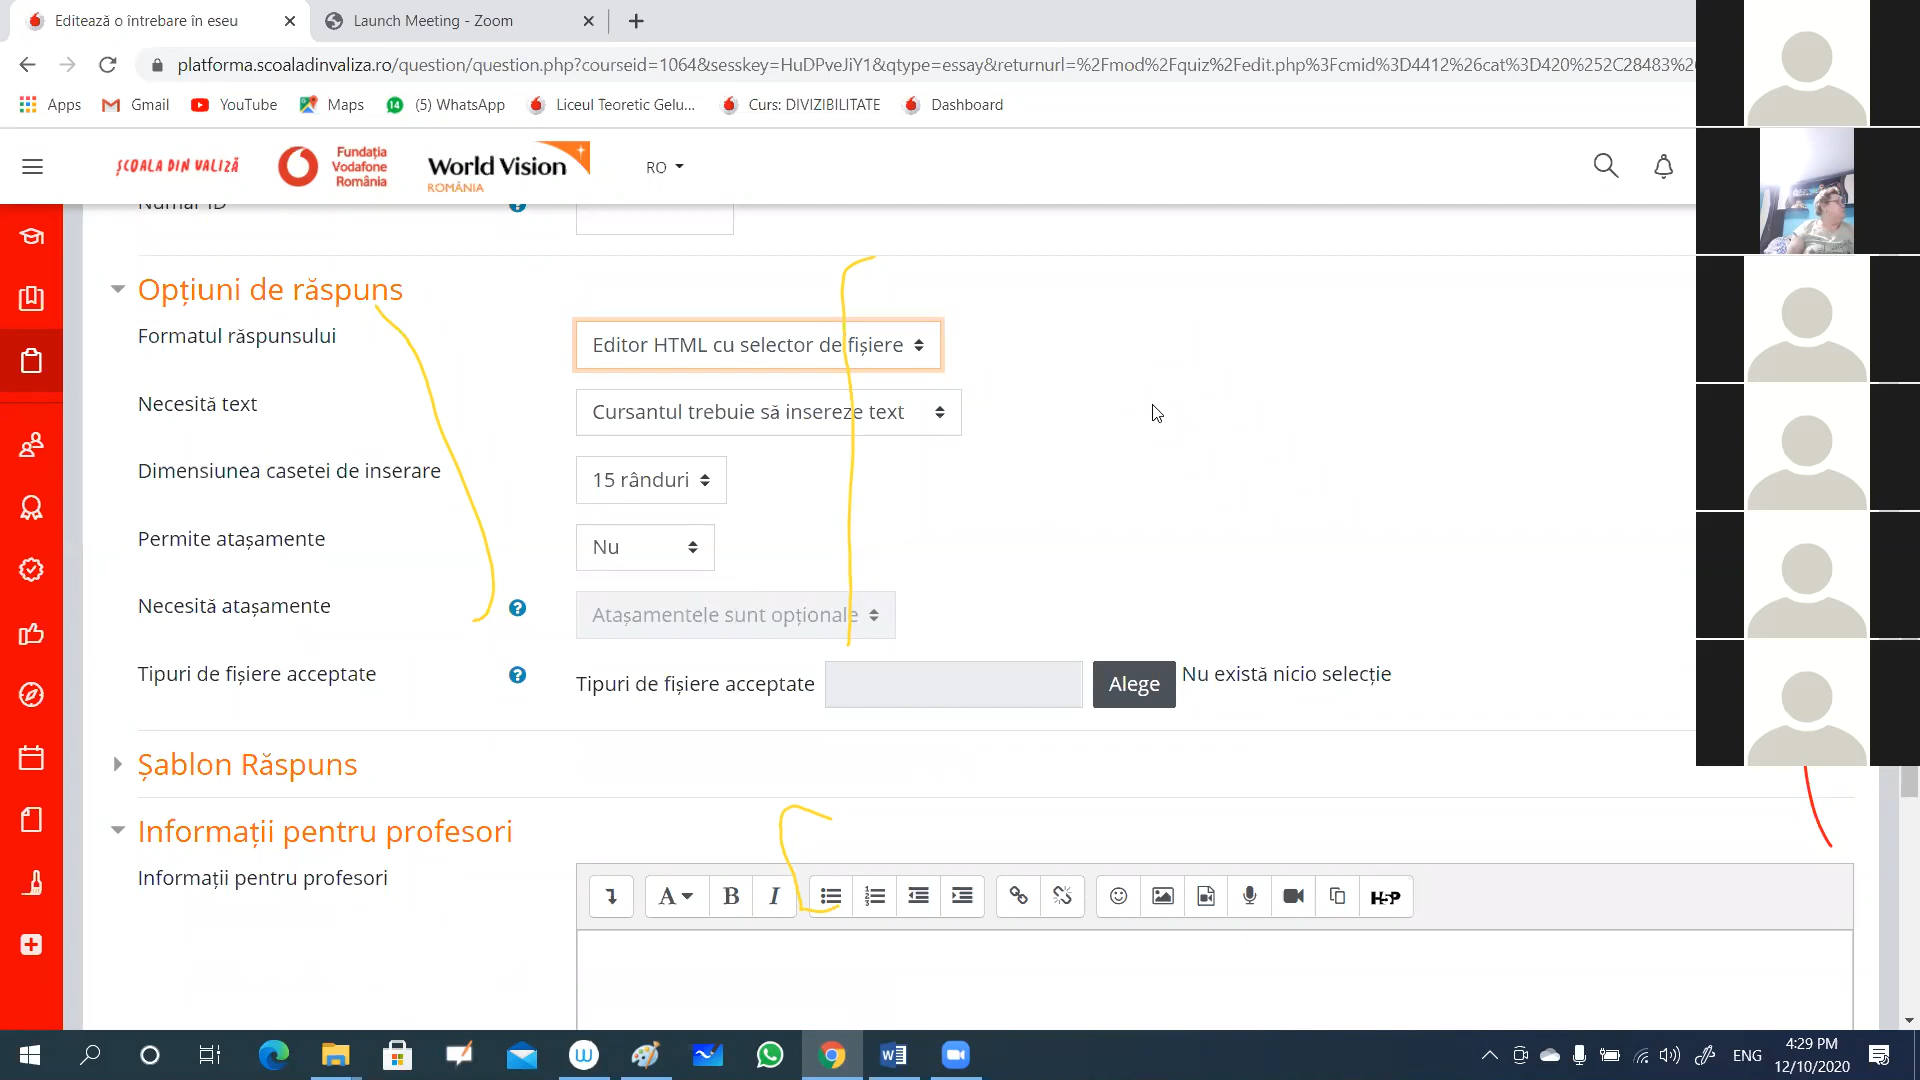 Editează o întrebare în eseu
Launch Meeting - Zoom
platforma.scoaladinvaliza.ro/question/question.php?courseid=1064&sesskey=HuDPveJiY1&qtype=essay&returnurl=%2Fmod%2Fquiz%2Fedit.php%3Fcmid%3D4412%26cat%3D420%252C28483%26
Apps
Gmail
YouTube
Maps
14
(5) WhatsApp
Liceul Teoretic Gelu...
Curs: DIVIZIBILITATE
Dashboard
ȘCOALA DIN VALIZĂ
Fundația
Vodafone
România
World Vision
ROMÂNIA
RO
Număr ID
Opțiuni de răspuns
Formatul răspunsului
Editor HTML cu selector de fișiere
Necesită text
Cursantul trebuie să insereze text
Dimensiunea casetei de inserare
15 rânduri
Permite atașamente
Nu
Necesită atașamente
Atașamentele sunt opționale
Tipuri de fișiere acceptate
Tipuri de fișiere acceptate
Alege
Nu există nicio selecție
Șablon Răspuns
Informații pentru profesori
Informații pentru profesori
A
B
I
H5P
ENG
4:29 PM
12/10/2020